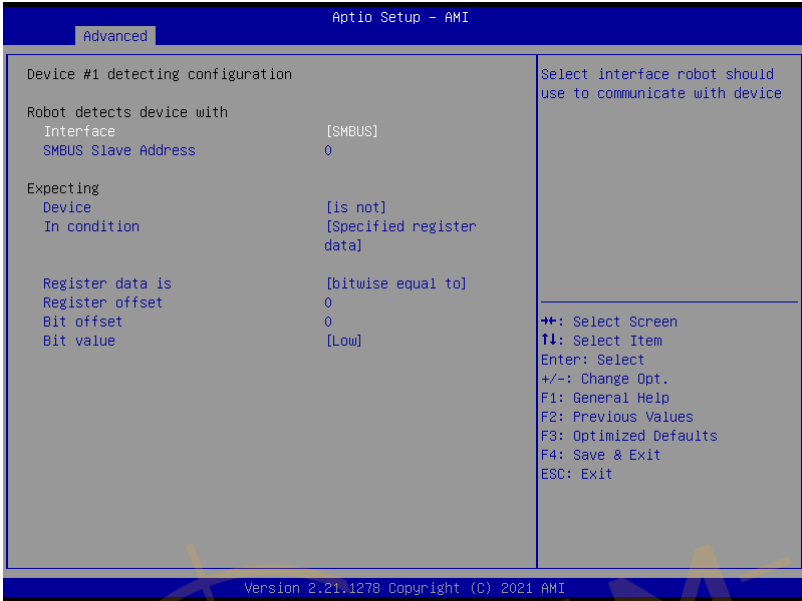 Aptio Setup – AMI
Advanced
Device #1 detecting configuration
Robot detects device with
Interface [SMBUS]
SMBUS Slave Address 0
Expecting
Device [is not]
In condition [Specified register
data]
Register data is [bitwise equal to]
Register offset 0
Bit offset 0
Bit value [Low]
Select interface robot should
use to communicate with device
→←: Select Screen
↑↓: Select Item
Enter: Select
+/-: Change Opt.
F1: General Help
F2: Previous Values
F3: Optimized Defaults
F4: Save & Exit
ESC: Exit
Version 2.21.1278 Copyright (C) 2021 AMI